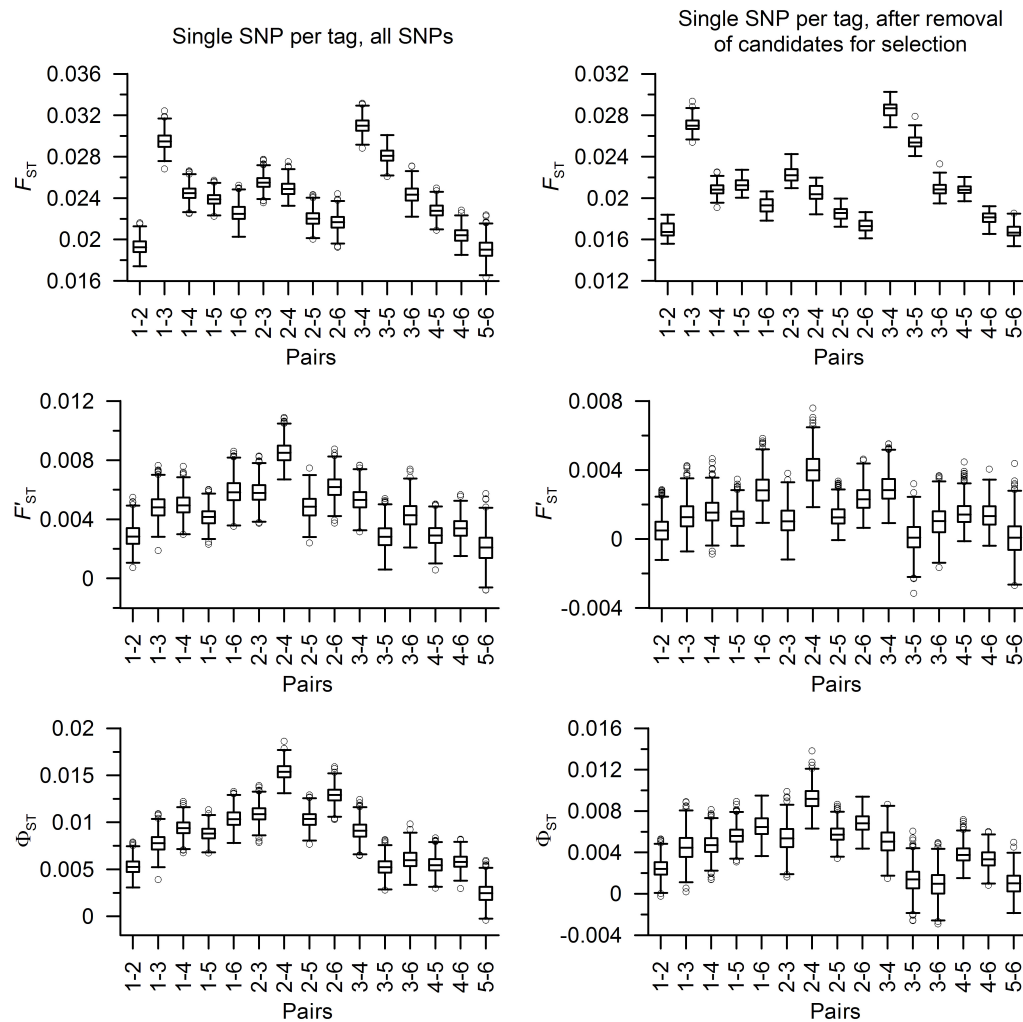 Single SNP per tag, all SNPs
Single SNP per tag, after removal
of candidates for selection
0.036
0.032
0.028
0.024
0.02
0.016
FST
1-2 1-3 1-4 1-5 1-6 2-3 2-4 2-5 2-6 3-4 3-5 3-6 4-5 4-6 5-6
Pairs
0.032
0.028
0.024
0.02
0.016
0.012
FST
1-2 1-3 1-4 1-5 1-6 2-3 2-4 2-5 2-6 3-4 3-5 3-6 4-5 4-6 5-6
Pairs
0.012
0.008
0.004
0
F'ST
1-2 1-3 1-4 1-5 1-6 2-3 2-4 2-5 2-6 3-4 3-5 3-6 4-5 4-6 5-6
Pairs
0.008
0.004
0
-0.004
F'ST
1-2 1-3 1-4 1-5 1-6 2-3 2-4 2-5 2-6 3-4 3-5 3-6 4-5 4-6 5-6
Pairs
0.02
0.015
0.01
0.005
0
ΦST
1-2 1-3 1-4 1-5 1-6 2-3 2-4 2-5 2-6 3-4 3-5 3-6 4-5 4-6 5-6
Pairs
0.016
0.012
0.008
0.004
0
-0.004
ΦST
1-2 1-3 1-4 1-5 1-6 2-3 2-4 2-5 2-6 3-4 3-5 3-6 4-5 4-6 5-6
Pairs